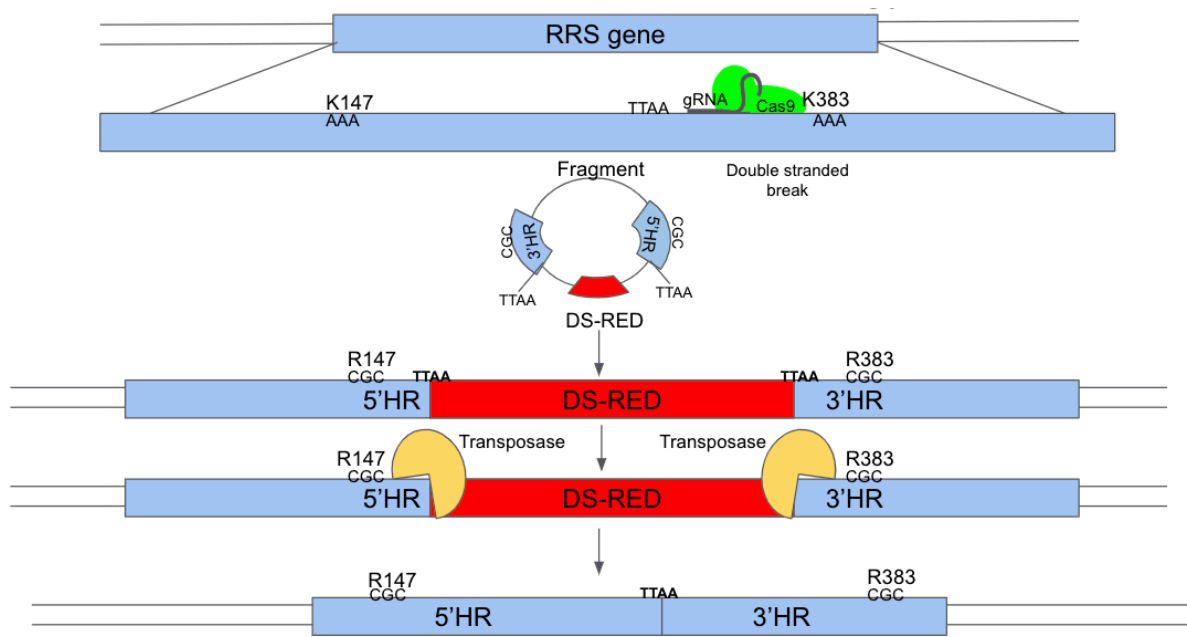 RRS gene
K147
AAA
TTAA
gRNA
Cas9
K383
AAA
Fragment
Double stranded
break
CGC
3'HR
5'HR
CGC
TTAA
TTAA
DS-RED
R147
CGC
TTAA
TTAA
R383
CGC
5'HR
DS-RED
3'HR
Transposase
Transposase
R147
CGC
R383
CGC
5'HR
DS-RED
3'HR
R147
CGC
TTAA
R383
CGC
5'HR
3'HR